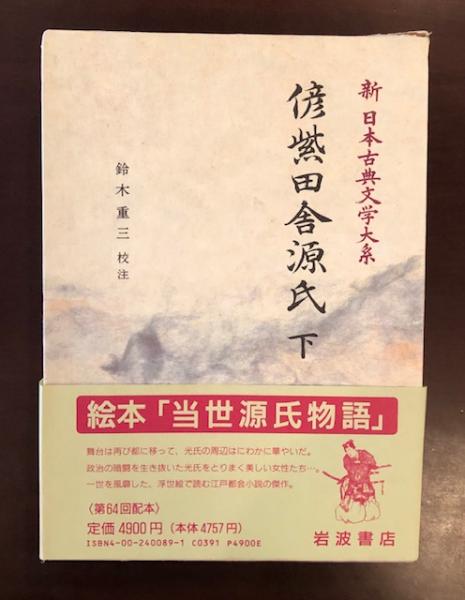 新 日本古典文学大系
偐紫田舎源氏 下
鈴木重三 校注
絵本「当世源氏物語」
舞台は再び都に移って、光氏の周辺はにわかに華やいだ。
政治の暗闘を生き抜いた光氏をとりまく美しい女性たち…。
一世を風靡した、浮世絵で読む江戸都会小説の傑作。
〈第64回配本〉
定価4900円（本体4757円）
ISBN4-00-240089-1 C0391 P4900E
岩波書店